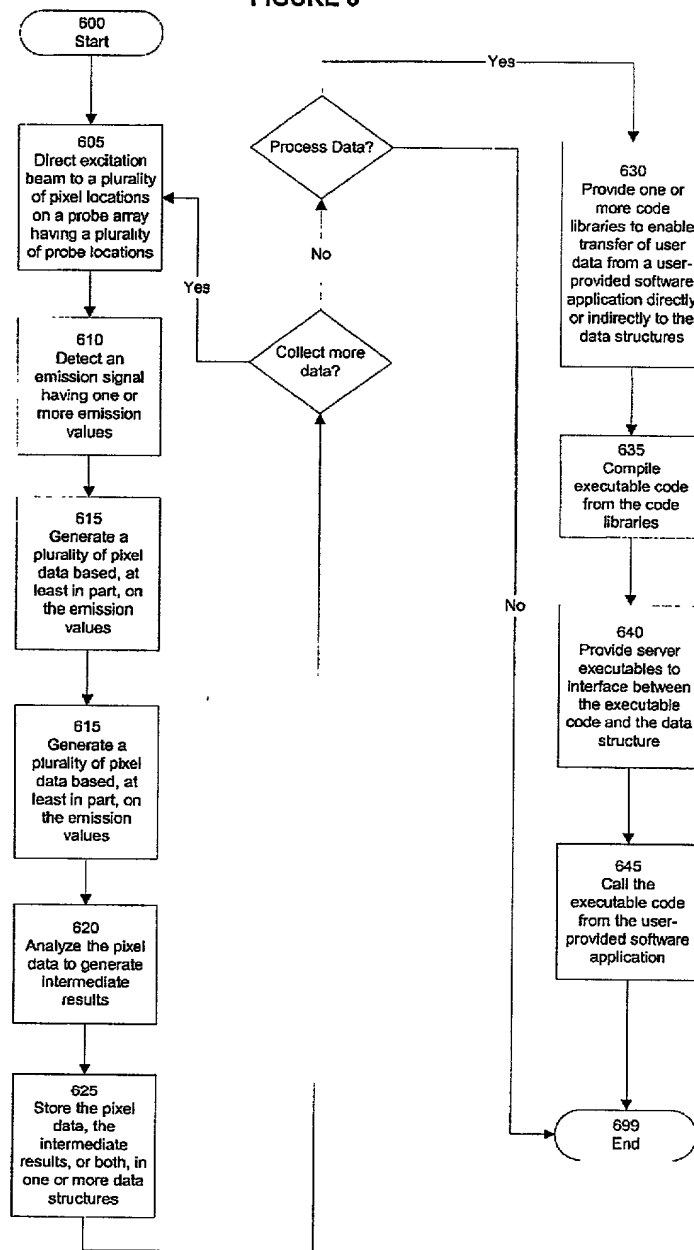 600
Start
605
Direct excitation
beam to a plurality
of pixel locations
on a probe array
having a plurality
of probe locations
610
Detect an
emission signal
having one or
more emission
values
615
Generate a
plurality of pixel
data based, at
least in part, on
the emission
values
615
Generate a
plurality of pixel
data based, at
least in part, on
the emission
values
620
Analyze the pixel
data to generate
intermediate
results
625
Store the pixel
data, the
intermediate
results, or both, in
one or more data
structures
Collect more
data?
Yes
No
Process Data?
Yes
No
630
Provide one or
more code
libraries to enable
transfer of user
data from a user-
provided software
application directly
or indirectly to the
data structures
635
Compile
executable code
from the code
libraries
640
Provide server
executables to
interface between
the executable
code and the data
structure
645
Call the
executable code
from the user-
provided software
application
699
End